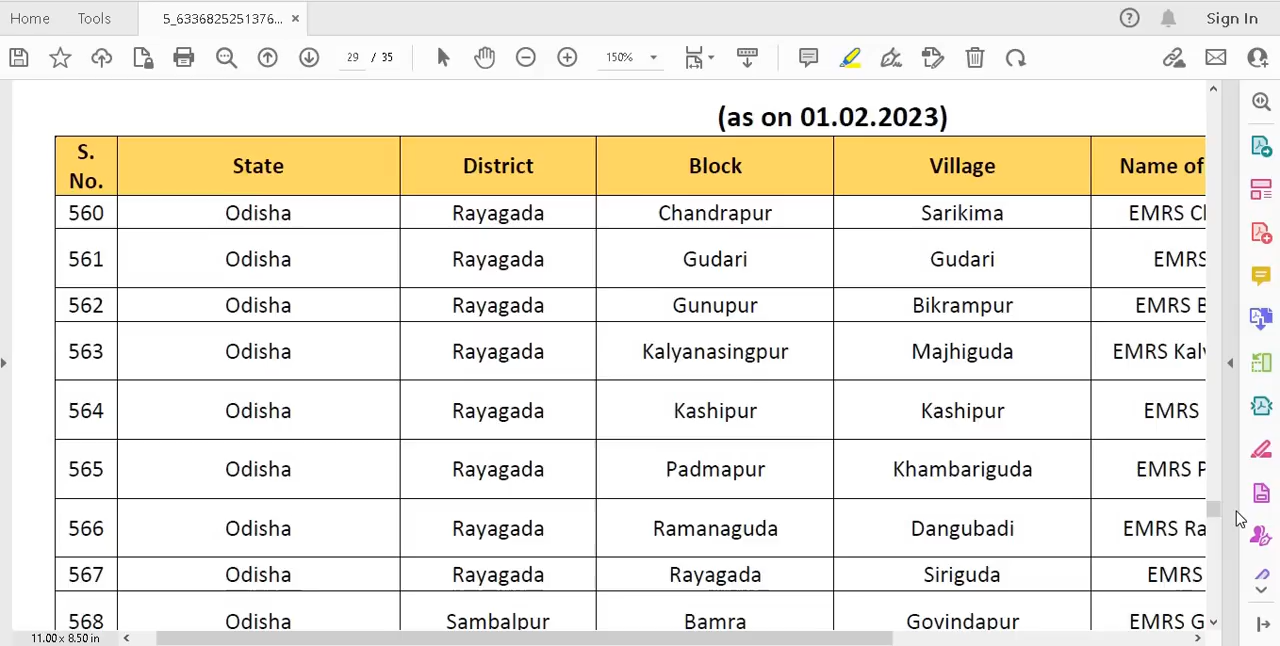 Home Tools 5_6336825251376... × Sign In
29 / 35 150%
(as on 01.02.2023)
S. No. State District Block Village Name of
560 Odisha Rayagada Chandrapur Sarikima EMRS
561 Odisha Rayagada Gudari Gudari EMRS
562 Odisha Rayagada Gunupur Bikrampur EMRS B
563 Odisha Rayagada Kalyanasingpur Majhiguda EMRS Kaly
564 Odisha Rayagada Kashipur Kashipur EMRS
565 Odisha Rayagada Padmapur Khambariguda EMRS P
566 Odisha Rayagada Ramanaguda Dangubadi EMRS Ra
567 Odisha Rayagada Rayagada Siriguda EMRS
568 Odisha Sambalpur Bamra Govindapur EMRS G
11.00 x 8.50 in